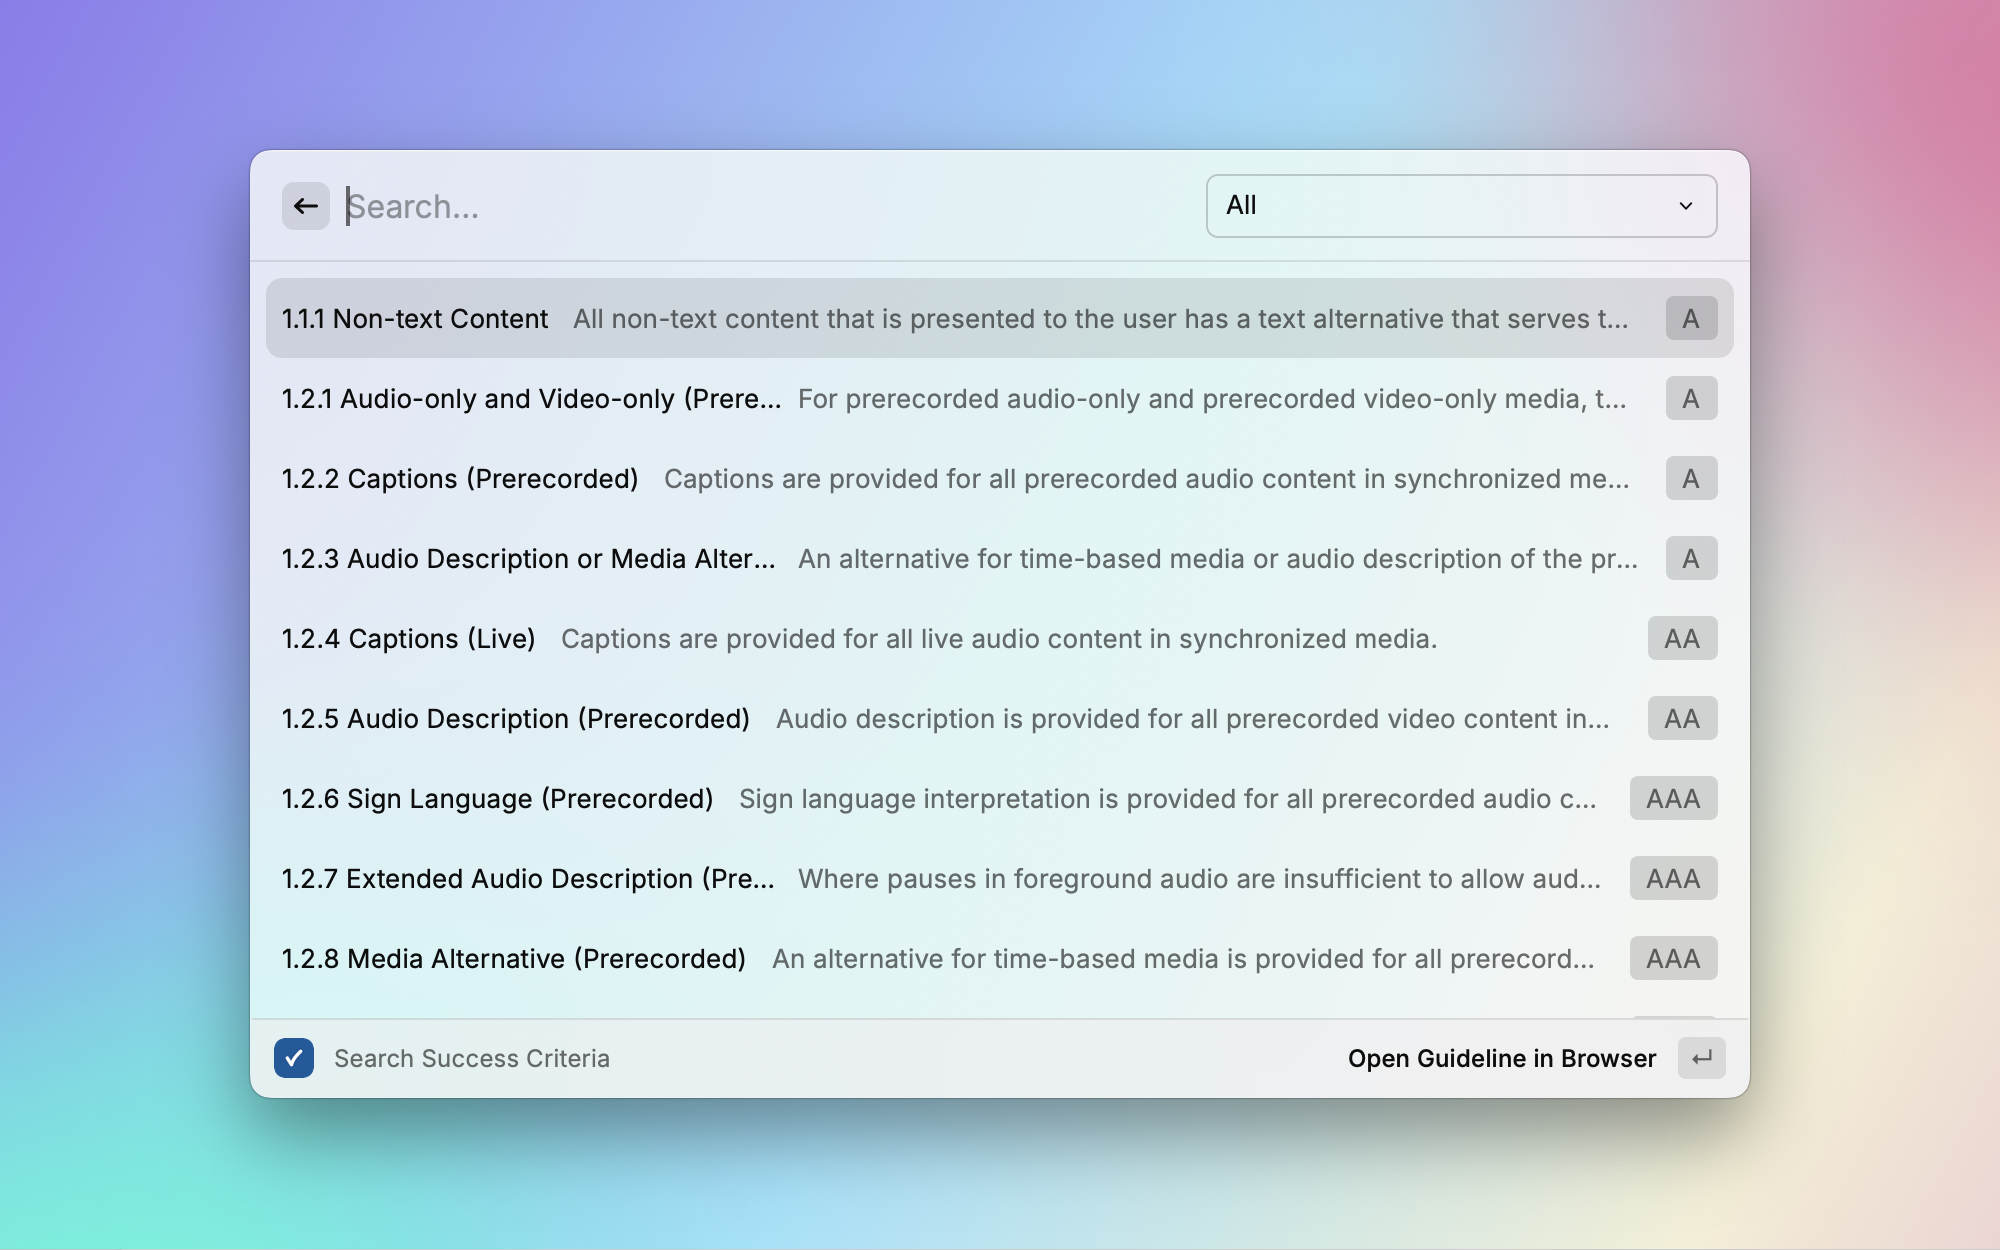 Search...
All
1.1.1 Non-text Content All non-text content that is presented to the user has a text alternative that serves t... A
1.2.1 Audio-only and Video-only (Prere... For prerecorded audio-only and prerecorded video-only media, t... A
1.2.2 Captions (Prerecorded) Captions are provided for all prerecorded audio content in synchronized me... A
1.2.3 Audio Description or Media Alter... An alternative for time-based media or audio description of the pr... A
1.2.4 Captions (Live) Captions are provided for all live audio content in synchronized media. AA
1.2.5 Audio Description (Prerecorded) Audio description is provided for all prerecorded video content in... AA
1.2.6 Sign Language (Prerecorded) Sign language interpretation is provided for all prerecorded audio c... AAA
1.2.7 Extended Audio Description (Pre... Where pauses in foreground audio are insufficient to allow aud... AAA
1.2.8 Media Alternative (Prerecorded) An alternative for time-based media is provided for all prerecord... AAA
Search Success Criteria
Open Guideline in Browser